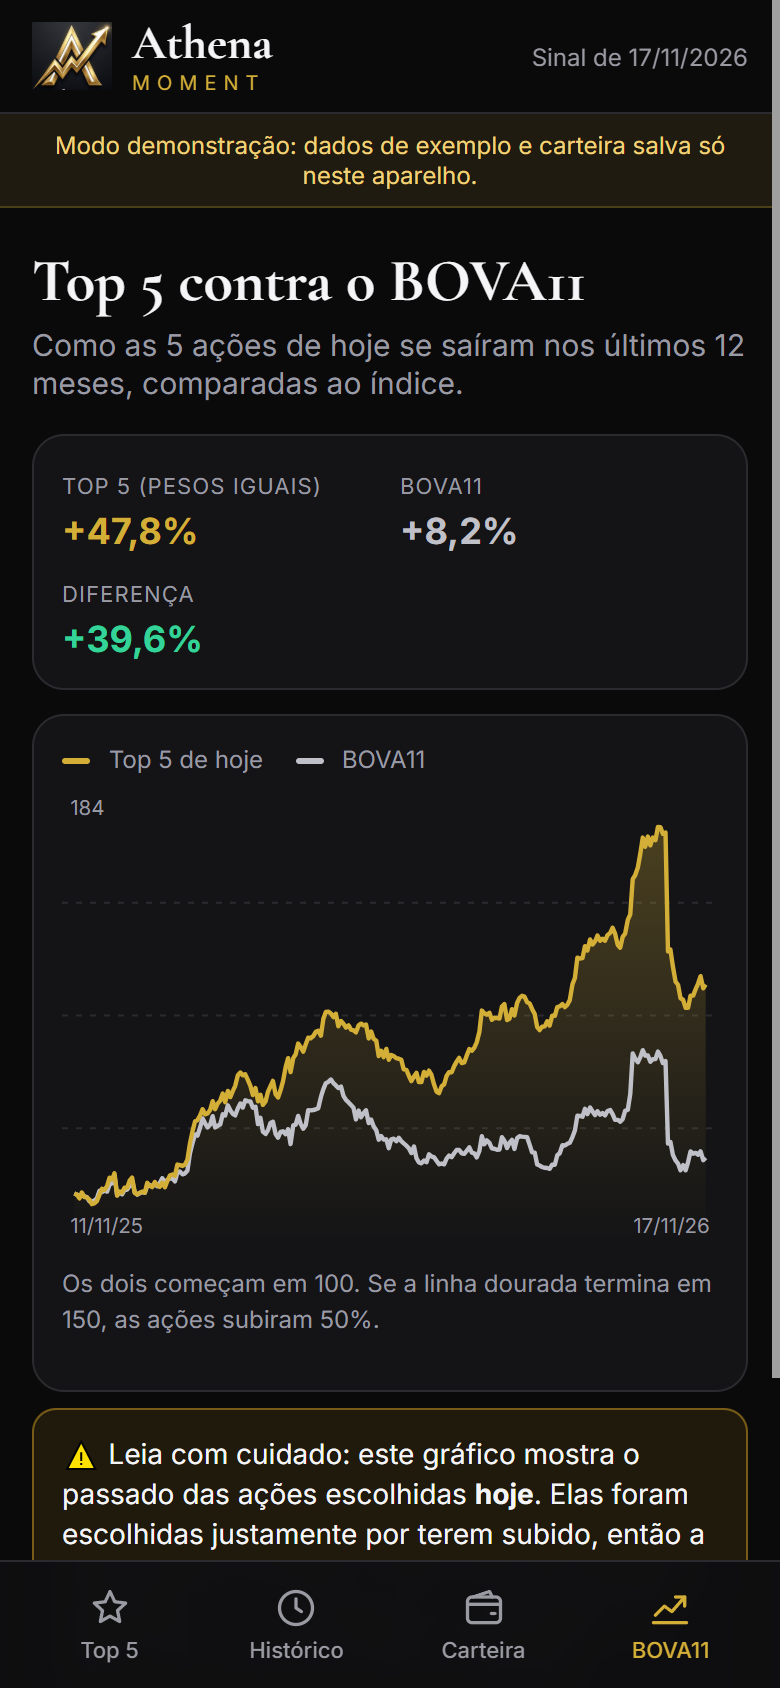 Athena
MOMENT
Sinal de 17/11/2026
Modo demonstração: dados de exemplo e carteira salva só
neste aparelho.
Top 5 contra o BOVA11
Como as 5 ações de hoje se saíram nos últimos 12
meses, comparadas ao índice.
TOP 5 (PESOS IGUAIS)
+47,8%
BOVA11
+8,2%
DIFERENÇA
+39,6%
Top 5 de hoje
BOVA11
184
11/11/25
17/11/26
Os dois começam em 100. Se a linha dourada termina em
150, as ações subiram 50%.
⚠️ Leia com cuidado: este gráfico mostra o
passado das ações escolhidas hoje. Elas foram
escolhidas justamente por terem subido, então a
Top 5
Histórico
Carteira
BOVA11